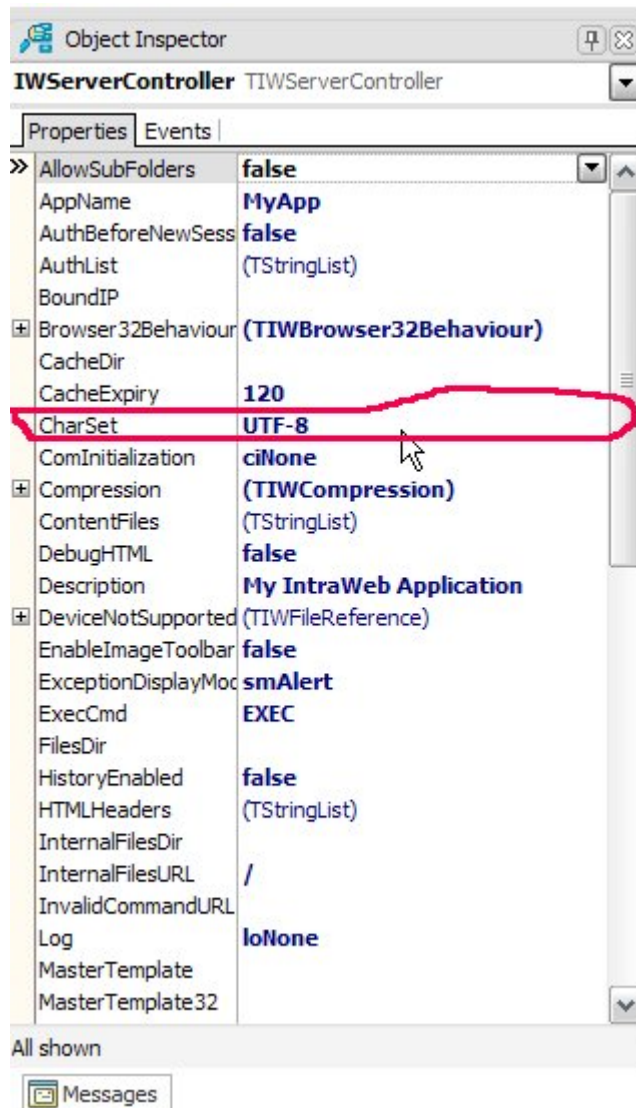 Object Inspector
IWServerController TIWServerController
Properties Events
AllowSubFolders false
AppName MyApp
AuthBeforeNewSess false
AuthList (TStringList)
BoundIP
Browser32Behaviour (TIWBrowser32Behaviour)
CacheDir
CacheExpiry 120
CharSet UTF-8
ComInitialization ciNone
Compression (TIWCompression)
ContentFiles (TStringList)
DebugHTML false
Description My IntraWeb Application
DeviceNotSupported (TIWFileReference)
EnableImageToolbar false
ExceptionDisplayMod smAlert
ExecCmd EXEC
FilesDir
HistoryEnabled false
HTMLHeaders (TStringList)
InternalFilesDir
InternalFilesURL /
InvalidCommandURL
Log loNone
MasterTemplate
MasterTemplate32
All shown
Messages